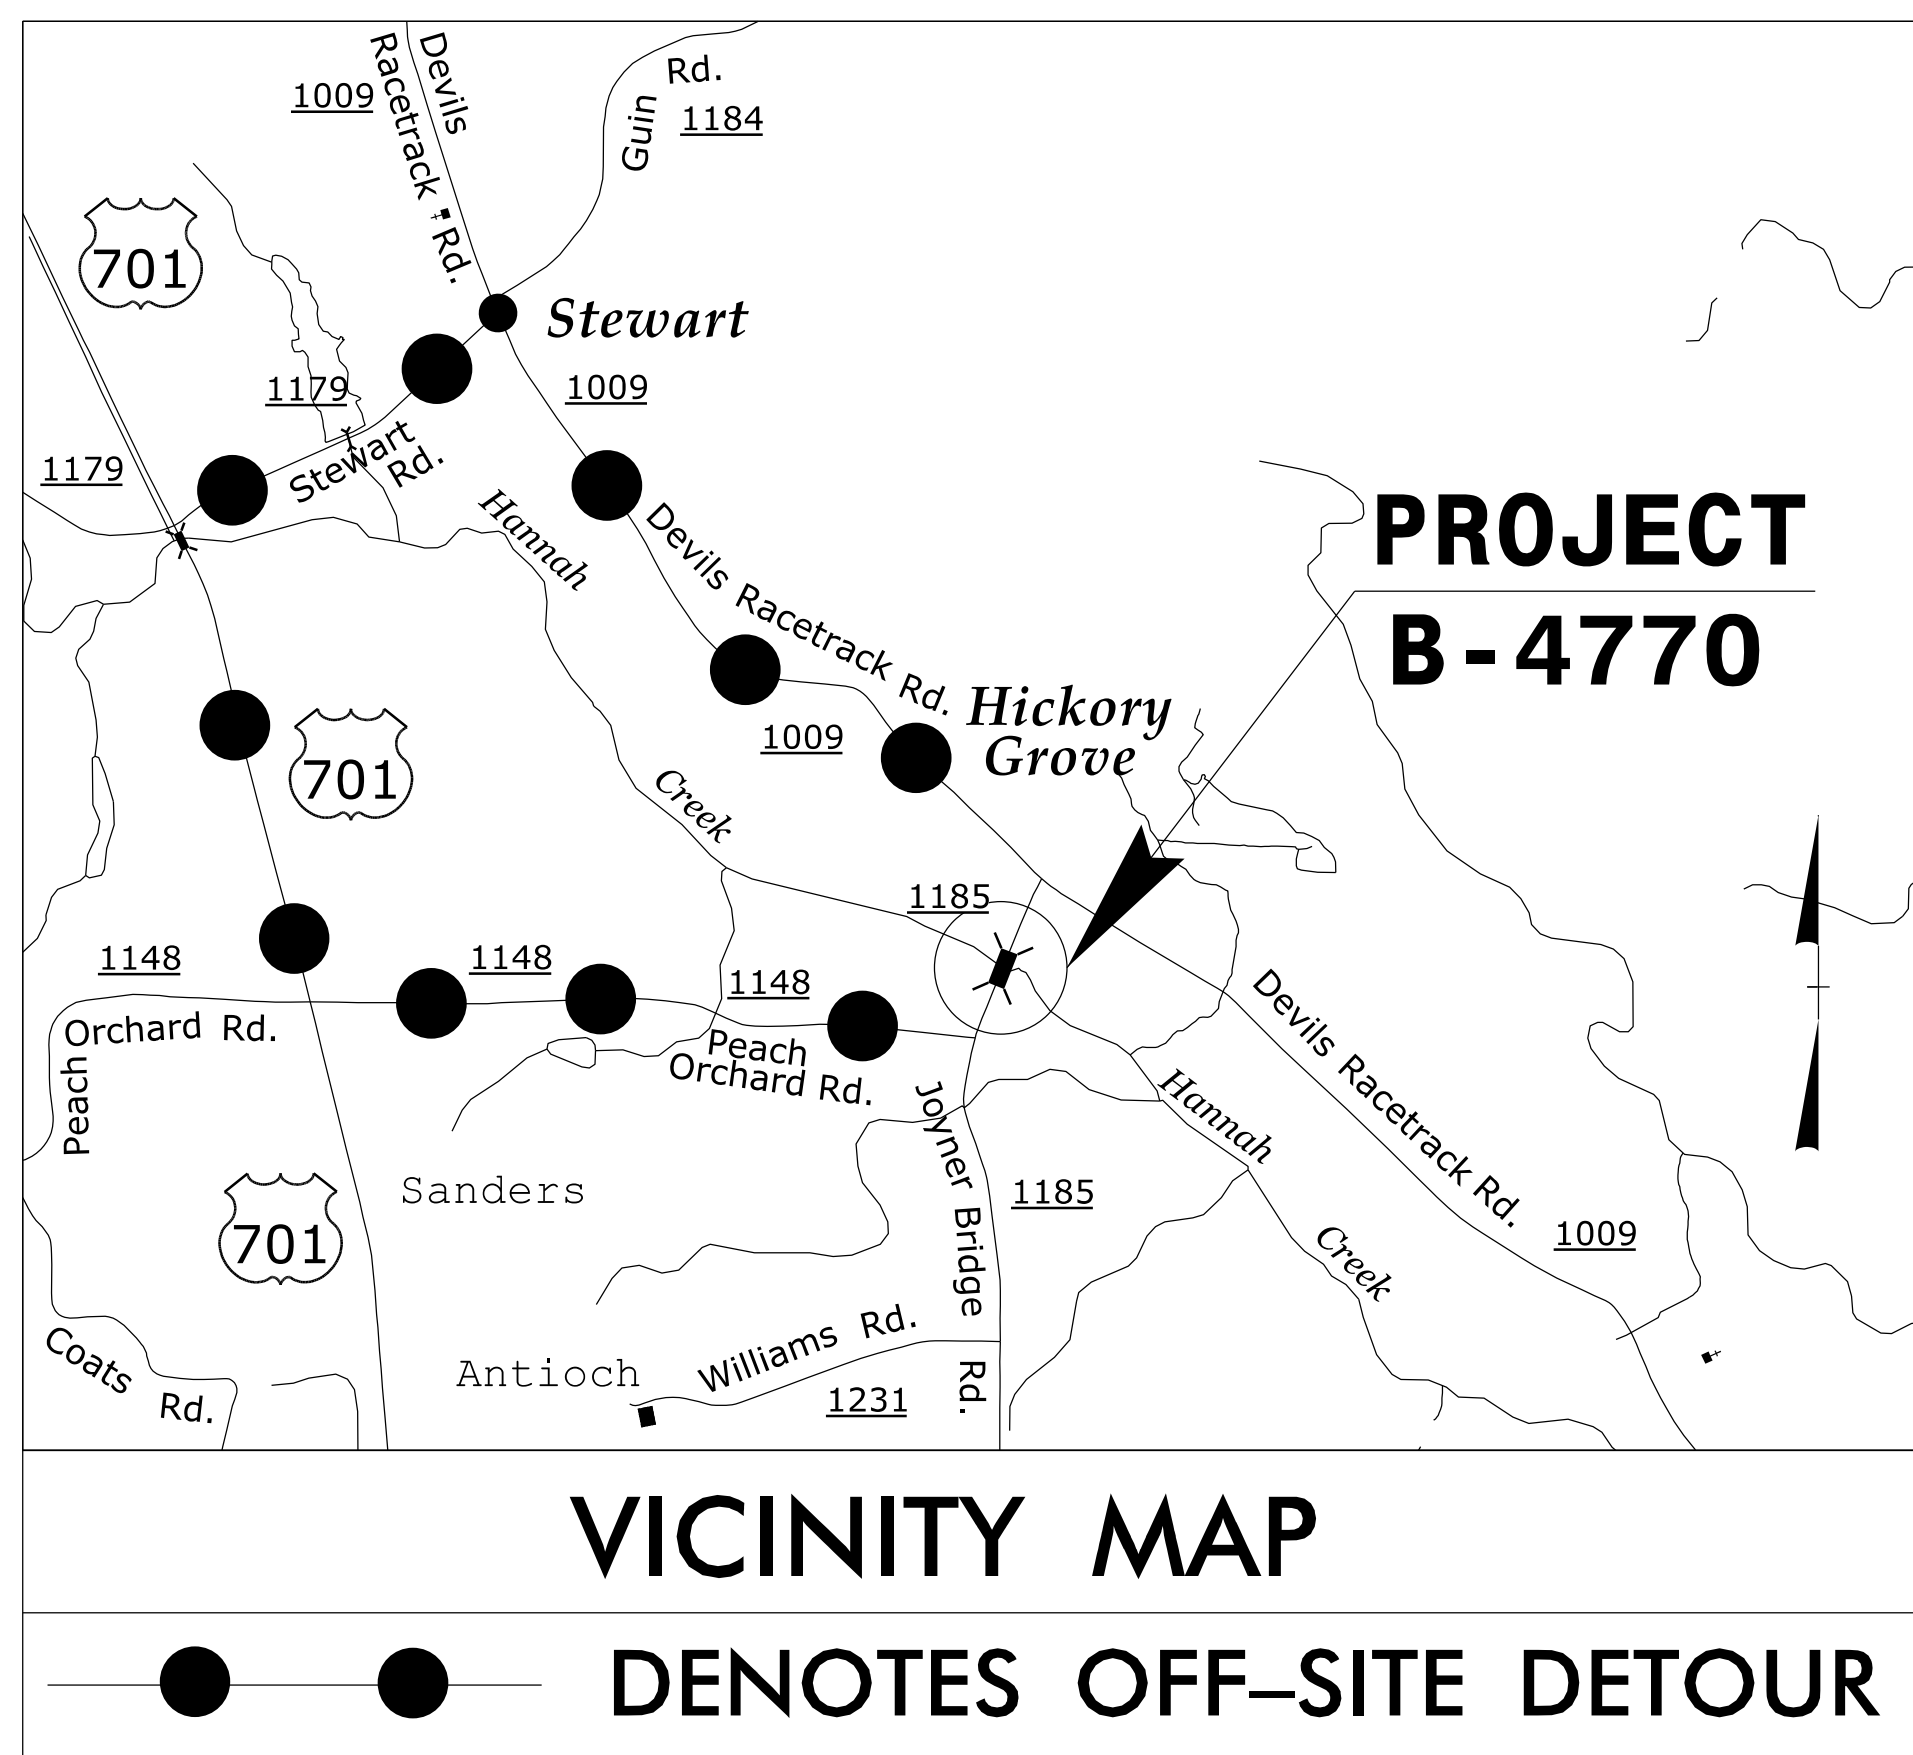 Devils
Racetrack Rd.
1009
Guin Rd.
1184
701
Stewart
1179
1009
1179
Stewart
Rd.
Hannah
Devils Racetrack Rd.
PROJECT
B-4770
Hickory
Grove
1009
701
Creek
1185
1148
1148
1148
Peach
Orchard Rd.
Peach
Orchard Rd.
Devils Racetrack Rd.
Joyner Bridge Rd.
Hannah
Sanders
1185
701
Creek
1009
Coats Rd.
Antioch
Williams Rd.
1231
VICINITY MAP
DENOTES OFF–SITE DETOUR